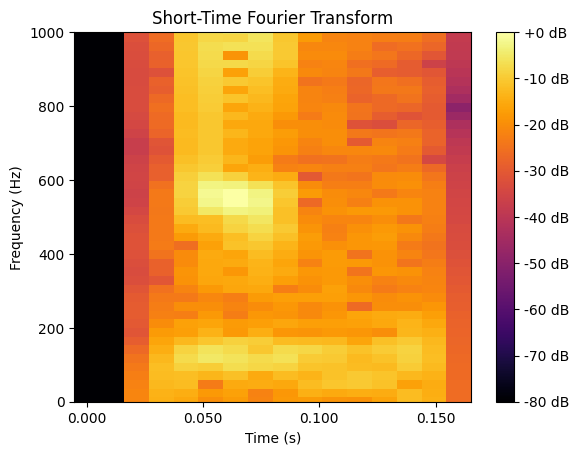 Short-Time Fourier Transform
1000
800
600
400
200
0
Frequency (Hz)
0.000
0.050
0.100
0.150
Time (s)
+0 dB
-10 dB
-20 dB
-30 dB
-40 dB
-50 dB
-60 dB
-70 dB
-80 dB